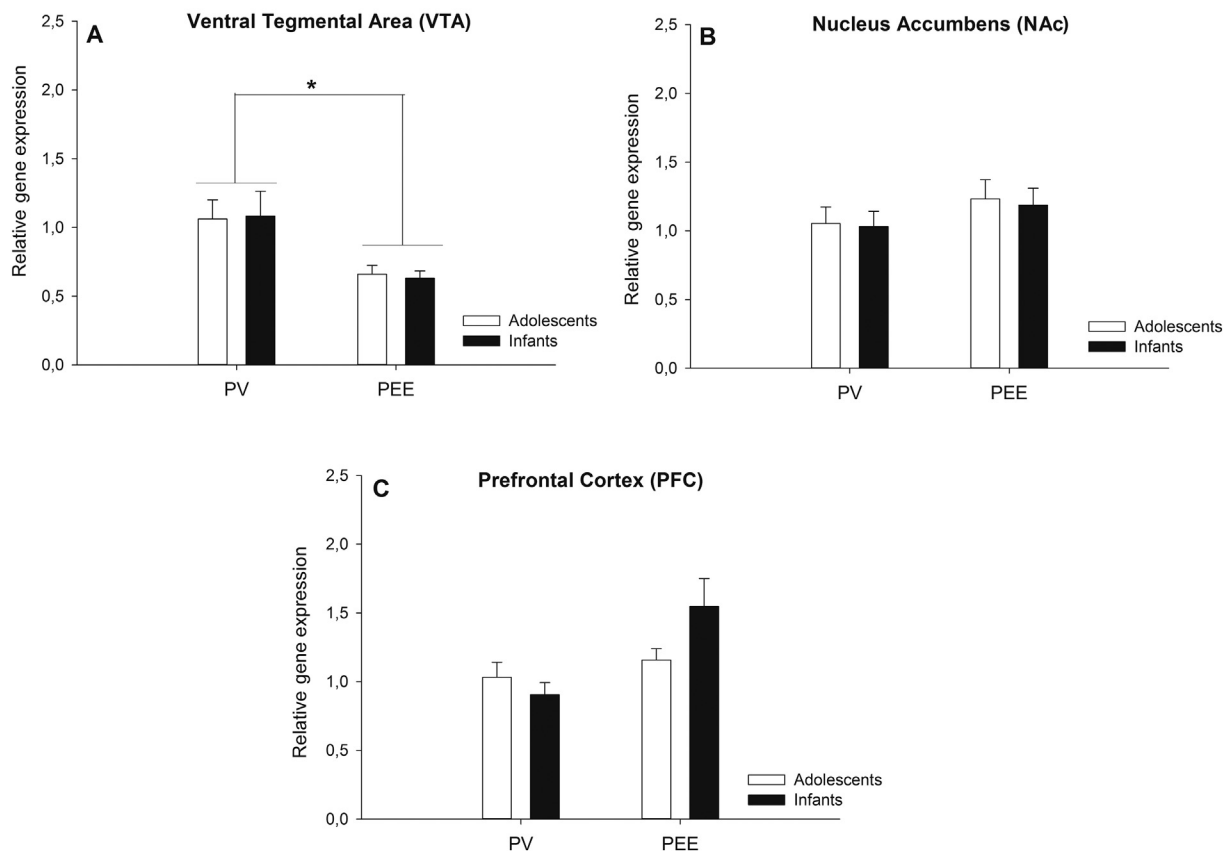 A
Ventral Tegmental Area (VTA)
2,5
2,0
1,5
1,0
0,5
0,0
Relative gene expression
*
Adolescents
Infants
PV
PEE
B
Nucleus Accumbens (NAc)
2,5
2,0
1,5
1,0
0,5
0,0
Relative gene expression
Adolescents
Infants
PV
PEE
C
Prefrontal Cortex (PFC)
2,5
2,0
1,5
1,0
0,5
0,0
Relative gene expression
Adolescents
Infants
PV
PEE